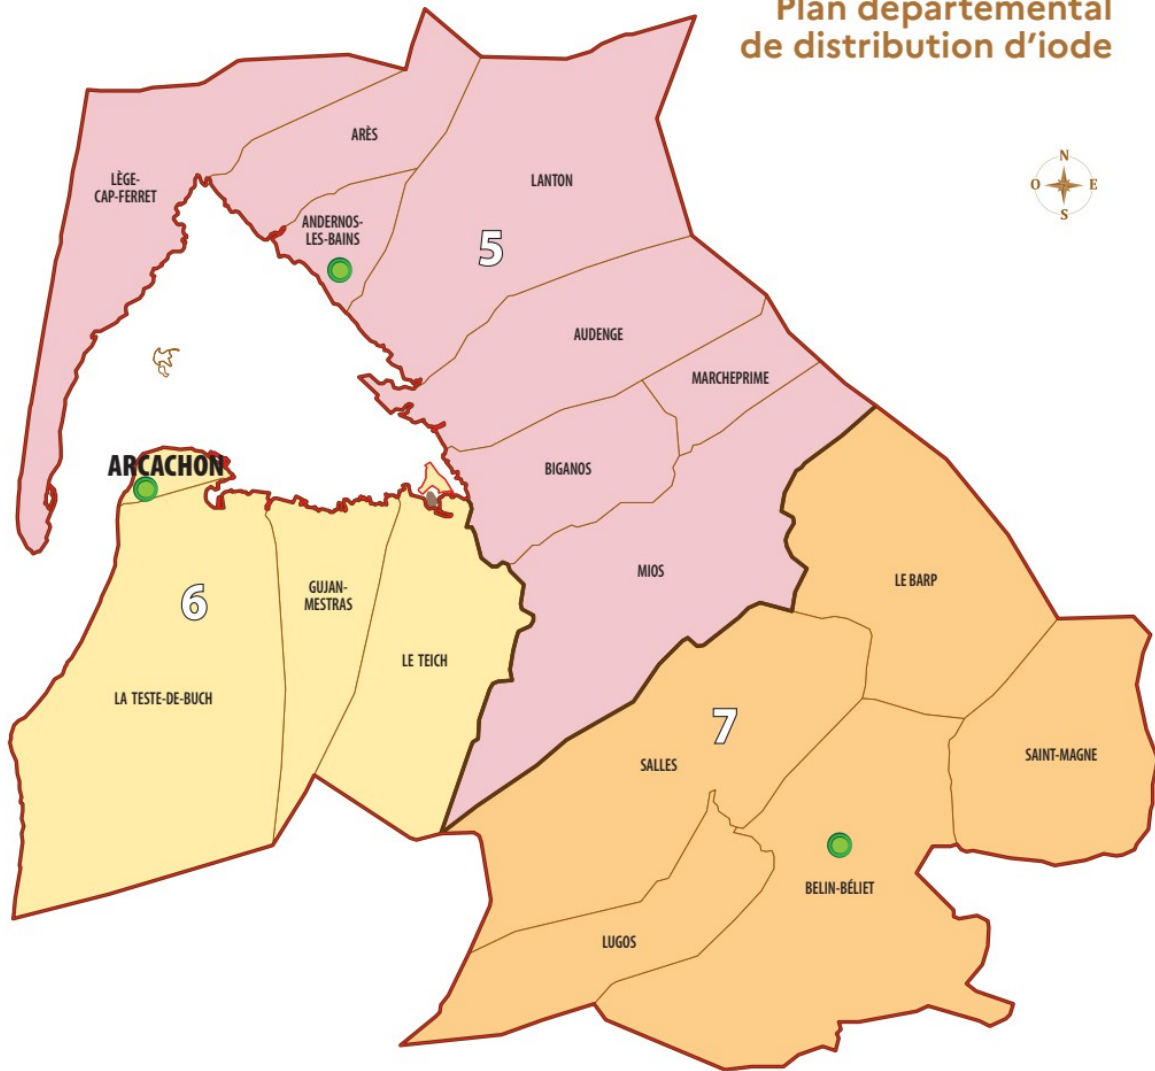 Plan départemental
de distribution d'iode
N
O E
S
ARÈS
LÈGE-
CAP-FERRET
LANTON
ANDERNOS-
LES-BAINS
5
AUDENGE
MARCHEPRIME
ARCACHON
BIGANOS
MIOS
LE BARP
GUJAN-
MESTRAS
6
LE TEICH
LA TESTE-DE-BUCH
7
SALLES
SAINT-MAGNE
BELIN-BÉLIET
LUGOS